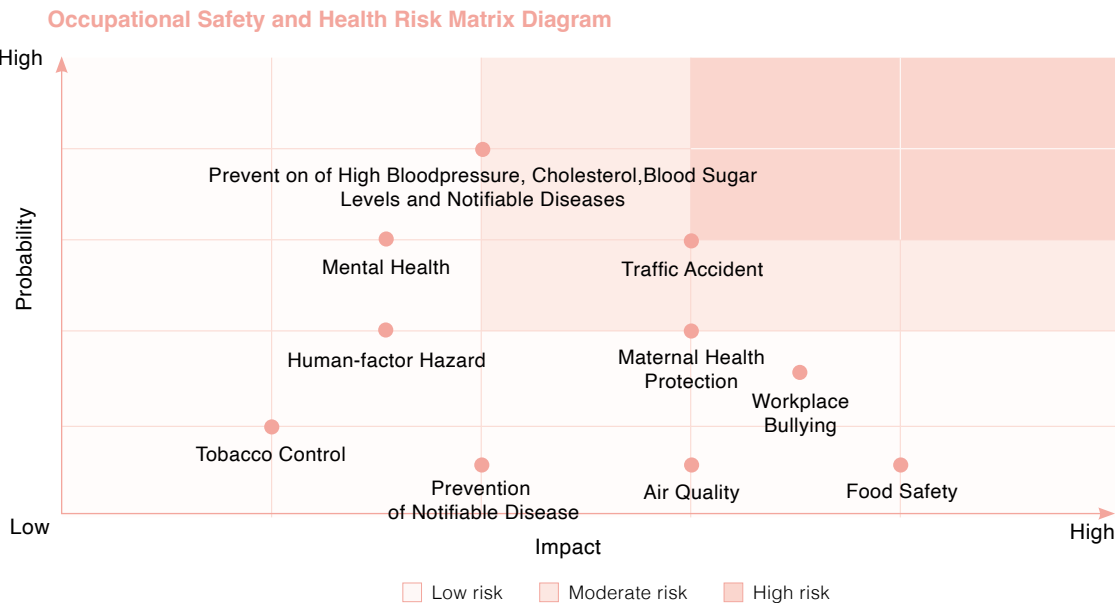 Occupational Safety and Health Risk Matrix Diagram
High
Prevent on of High Bloodpressure, Cholesterol,Blood Sugar
Levels and Notifiable Diseases
Probability
Mental Health
Traffic Accident
Human-factor Hazard
Maternal Health
Protection
Workplace
Bullying
Tobacco Control
Prevention
of Notifiable Disease
Air Quality
Food Safety
Low
High
Impact
Low risk
Moderate risk
High risk